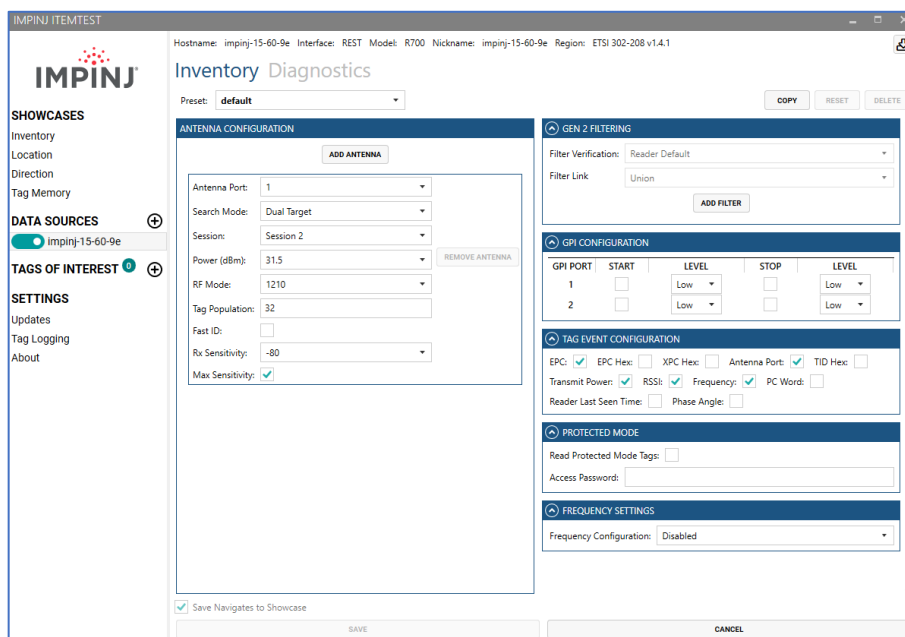 IMPINJ ITEMTEST
IMPINJ
SHOWCASES
Inventory
Location
Direction
Tag Memory
DATA SOURCES
impinj-15-60-9e
TAGS OF INTEREST 0
SETTINGS
Updates
Tag Logging
About
Hostname: impinj-15-60-9e Interface: REST Model: R700 Nickname: impinj-15-60-9e Region: ETSI 302-208 v1.4.1
Inventory Diagnostics
Preset: default
COPY RESET DELETE
ANTENNA CONFIGURATION
ADD ANTENNA
Antenna Port: 1
Search Mode: Dual Target
Session: Session 2
Power (dBm): 31.5 REMOVE ANTENNA
RF Mode: 1210
Tag Population: 32
Fast ID:
Rx Sensitivity: -80
Max Sensitivity:
GEN 2 FILTERING
Filter Verification: Reader Default
Filter Link Union
ADD FILTER
GPI CONFIGURATION
GPI PORT START LEVEL STOP LEVEL
1 Low Low
2 Low Low
TAG EVENT CONFIGURATION
EPC: EPC Hex: XPC Hex: Antenna Port: TID Hex:
Transmit Power: RSSI: Frequency: PC Word:
Reader Last Seen Time: Phase Angle:
PROTECTED MODE
Read Protected Mode Tags:
Access Password:
FREQUENCY SETTINGS
Frequency Configuration: Disabled
Save Navigates to Showcase
SAVE CANCEL